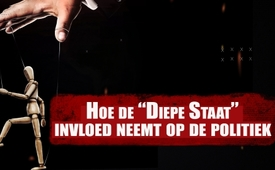 Hoe de “Diepe Staat”
invloed neemt op de politiek